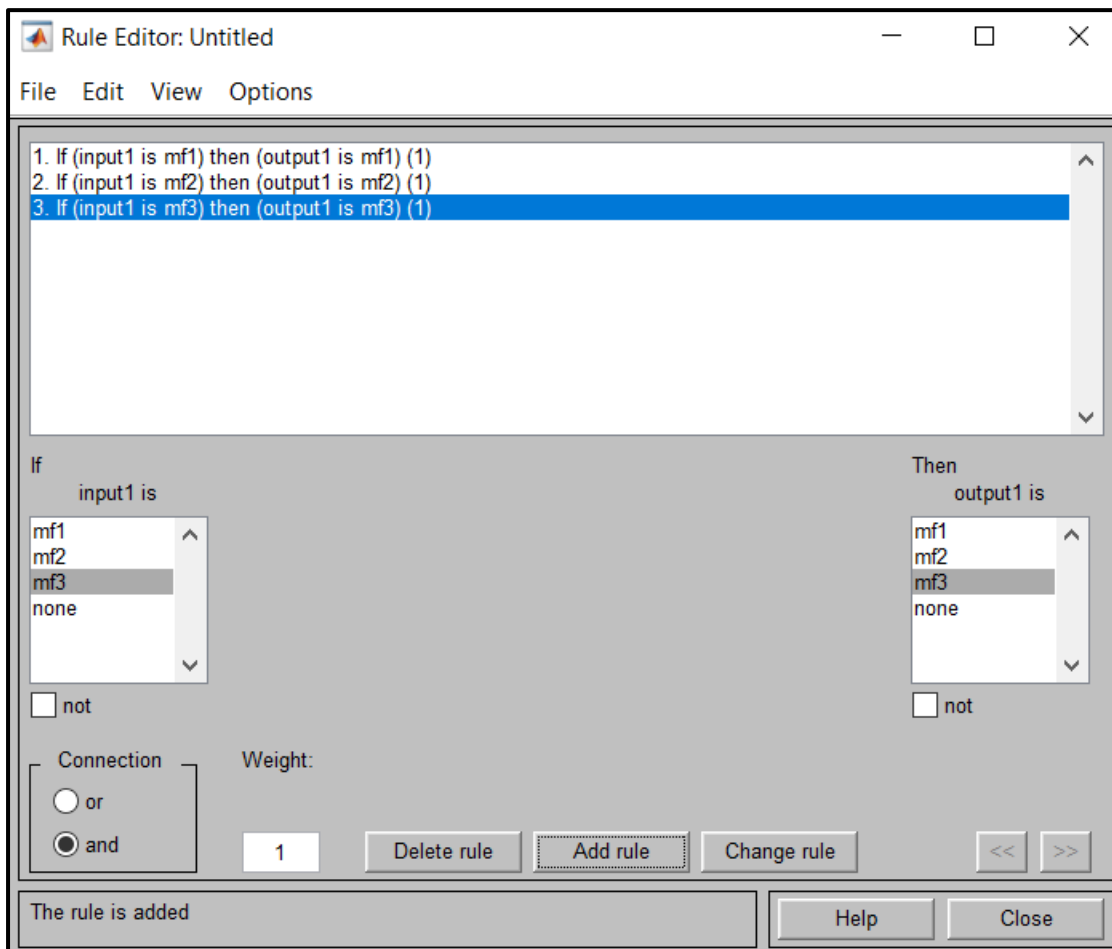 Rule Editor: Untitled
File Edit View Options
1. If (input1 is mf1) then (output1 is mf1) (1)
2. If (input1 is mf2) then (output1 is mf2) (1)
3. If (input1 is mf3) then (output1 is mf3) (1)
If
input1 is
mf1
mf2
mf3
none
not
Then
output1 is
mf1
mf2
mf3
none
not
Connection
or
and
Weight:
1
Delete rule
Add rule
Change rule
<<
>>
The rule is added
Help
Close